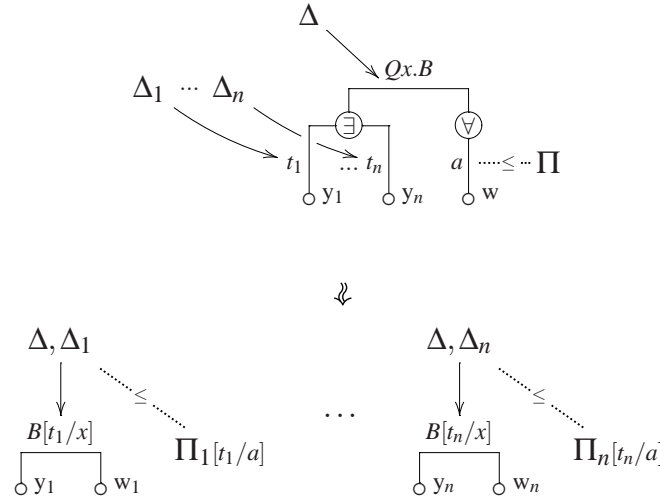 Δ
Qx.B
Δ₁ ··· Δₙ
∃ ∀
t₁ ... tₙ a ≤ Π
y₁ yₙ w
⇓
Δ, Δ₁ Δ, Δₙ
≤ ≤
...
B[t₁/x] Π₁[t₁/a] B[tₙ/x] Πₙ[tₙ/a]
y₁ w₁ yₙ wₙ